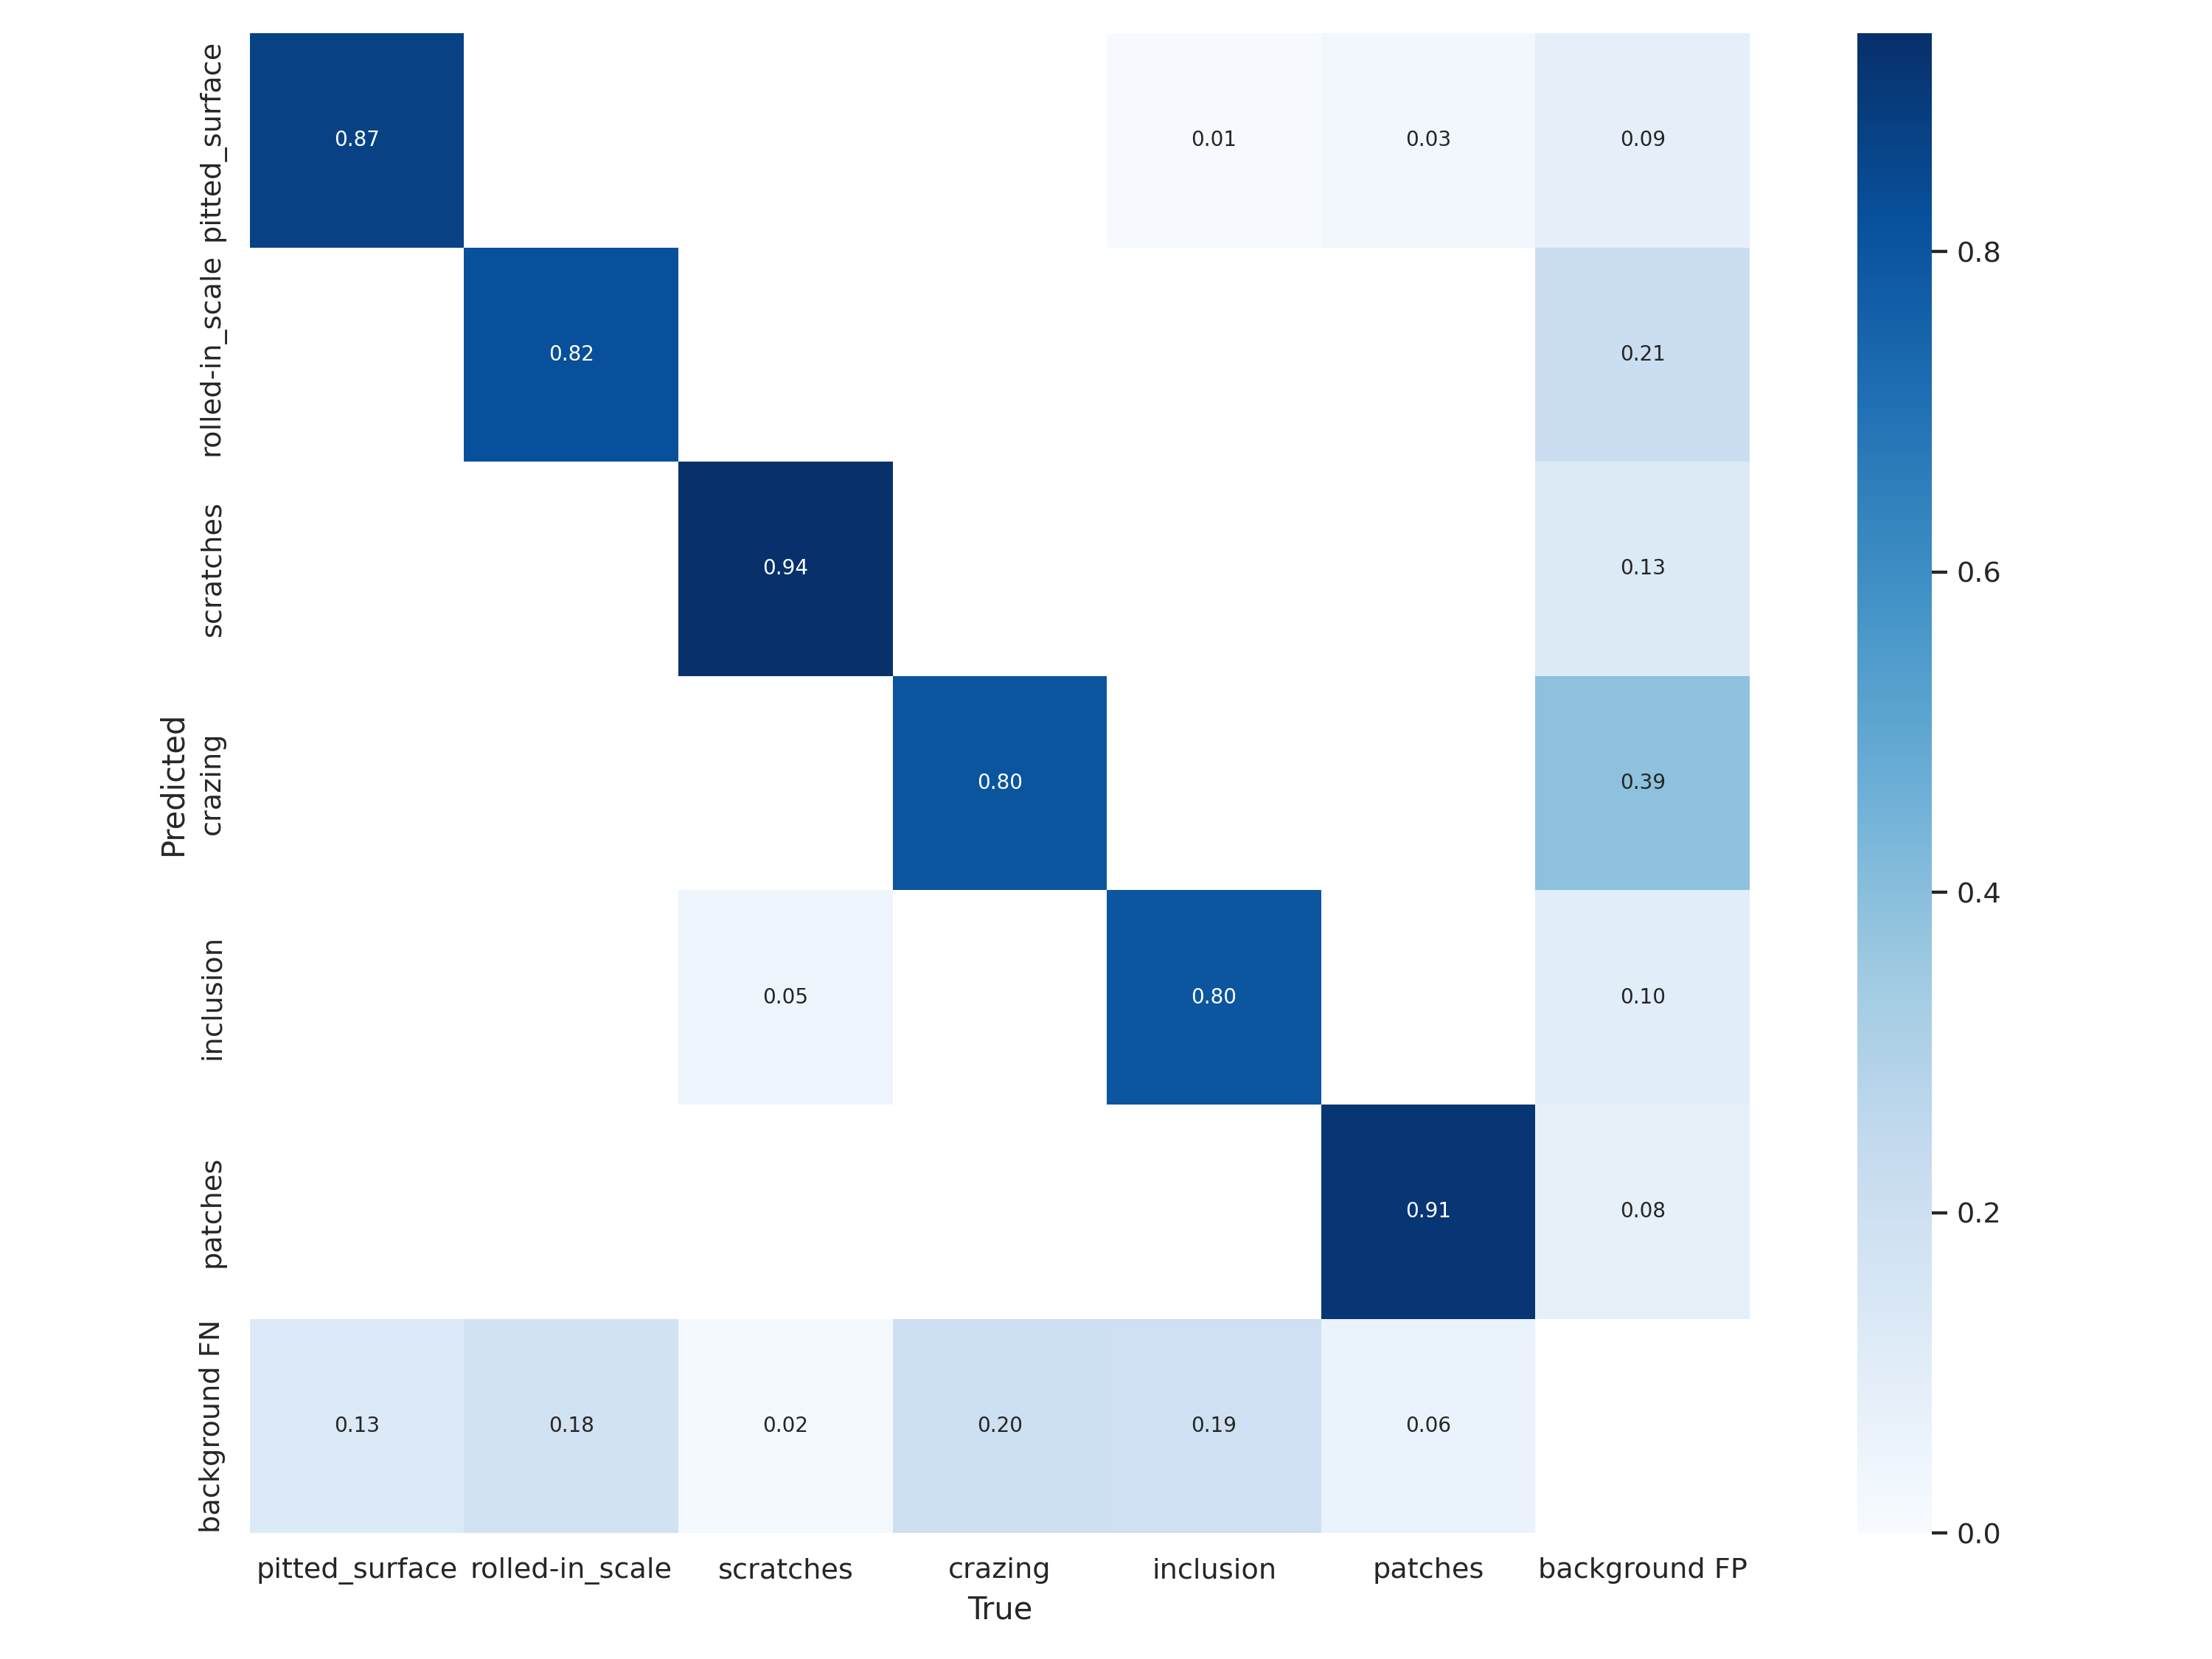 pitted_surface
0.87
0.01
0.03
0.09
rolled-in_scale
0.82
0.21
scratches
0.94
0.13
Predicted
crazing
0.80
0.39
inclusion
0.05
0.80
0.10
patches
0.91
0.08
background FN
0.13
0.18
0.02
0.20
0.19
0.06
pitted_surface
rolled-in_scale
scratches
crazing
inclusion
patches
background FP
True
0.8
0.6
0.4
0.2
0.0